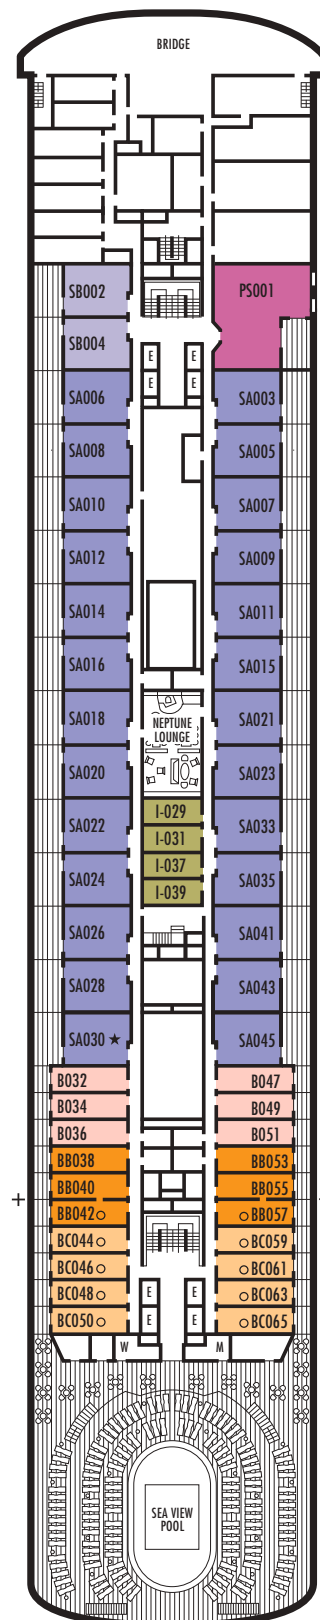 BRIDGE
SB002
PS001
SB004
E E
E E
SA006
SA003
SA008
SA005
SA010
SA007
SA012
SA009
SA014
SA011
SA016
SA015
SA018
SA021
NEPTUNE
LOUNGE
SA020
SA023
I-029
SA022
SA033
I-031
I-037
SA024
SA035
I-039
SA026
SA041
SA028
SA043
SA030 ★
SA045
B032
B047
B034
B049
B036
B051
BB038
BB053
BB040
BB055
BB042○
○BB057
BC044○
○BC059
BC046○
○BC061
BC048○
○BC063
E E
BC050○
○BC065
E E
W
M
SEA VIEW
POOL